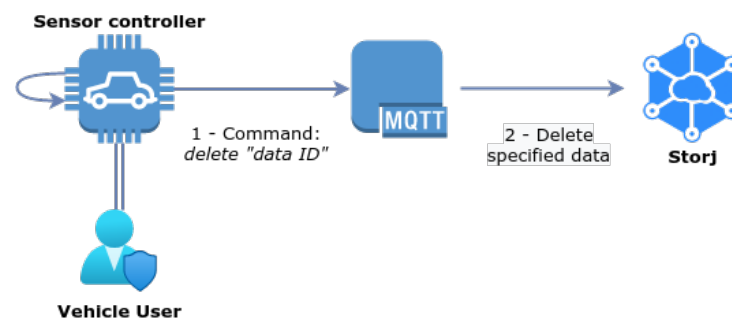 Sensor controller
MQTT
1 - Command:
delete "data ID"
2 - Delete
specified data
Storj
Vehicle User